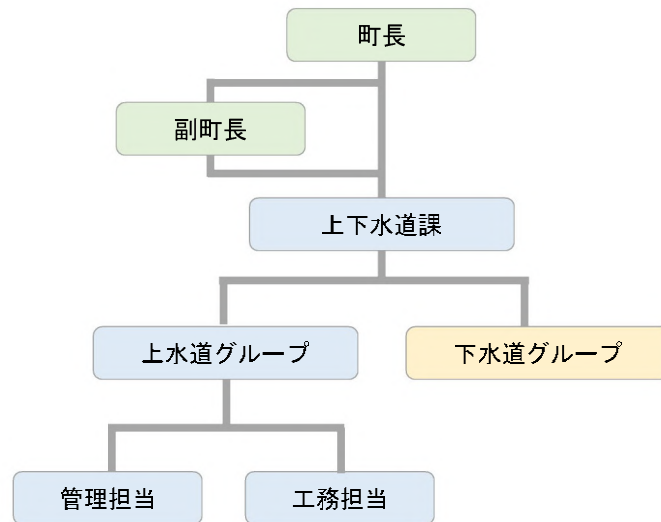 町長
副町長
上下水道課
上水道グループ
下水道グループ
管理担当
工務担当